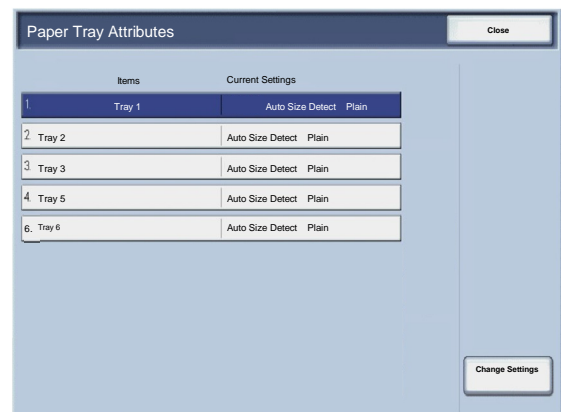 Paper Tray Attributes
Close
Items Current Settings
1. Tray 1 Auto Size Detect Plain
2. Tray 2 Auto Size Detect Plain
3. Tray 3 Auto Size Detect Plain
4. Tray 5 Auto Size Detect Plain
6. Tray 6 Auto Size Detect Plain
Change Settings